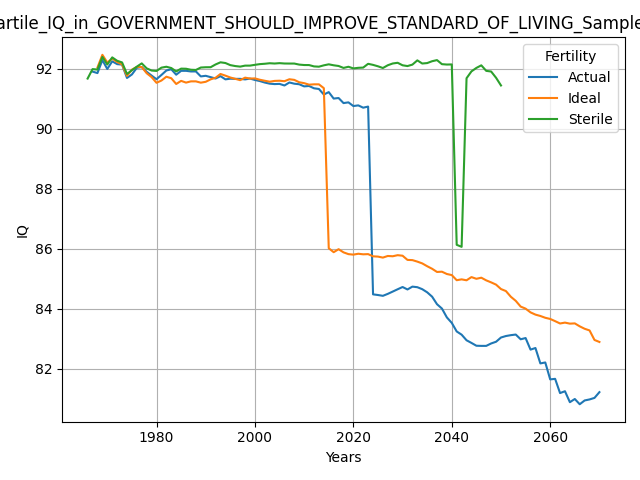 artile_IQ_in_GOVERNMENT_SHOULD_IMPROVE_STANDARD_OF_LIVING_Sample
Fertility
Actual
Ideal
Sterile
IQ
92
90
88
86
84
82
1980
2000
2020
2040
2060
Years